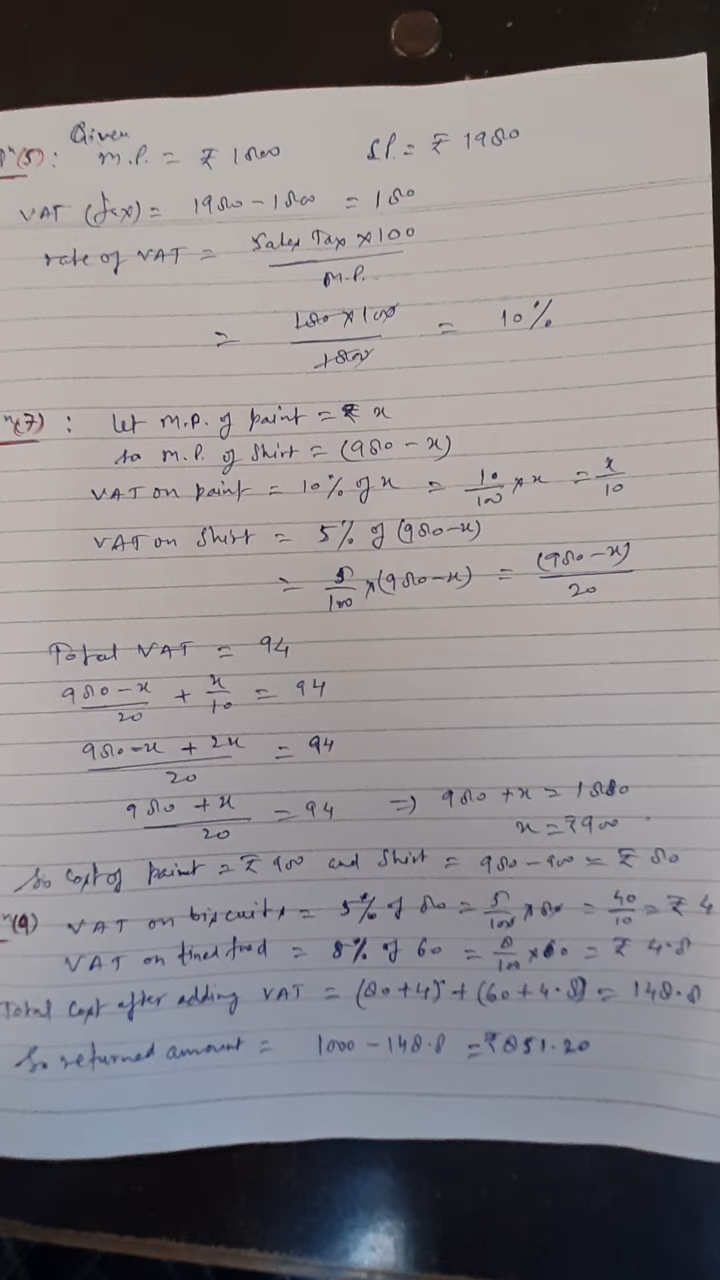 Given
(5): M.P. = ₹ 1800 S.P. = ₹ 1980
VAT (tax) = 1980 - 1800 = 180
rate of VAT = Sales Tax × 100 / M.P.
= 180 × 100 / 1800 = 10%
(7): let M.P. of paint = ₹ x
so M.P. of Shirt = (980 - x)
VAT on paint = 10% of x = 10/100 × x = x/10
VAT on Shirt = 5% of (980-x)
= 5/100 × (980-x) = (980-x)/20
Total VAT = 94
980-x/20 + x/10 = 94
980-x + 2x/20 = 94
980 + x/20 = 94 => 980 + x = 1880
x = ₹900
So cost of paint = ₹ 900 and Shirt = 980 - 900 = ₹ 80
(9) VAT on biscuits = 5% of 80 = 5/100 × 80 = 40/10 = ₹ 4
VAT on tined food = 8% of 60 = 8/100 × 60 = ₹ 4.8
Total cost after adding VAT = (80+4) + (60+4.8) = 148.8
So returned amount = 1000 - 148.8 = ₹851.20